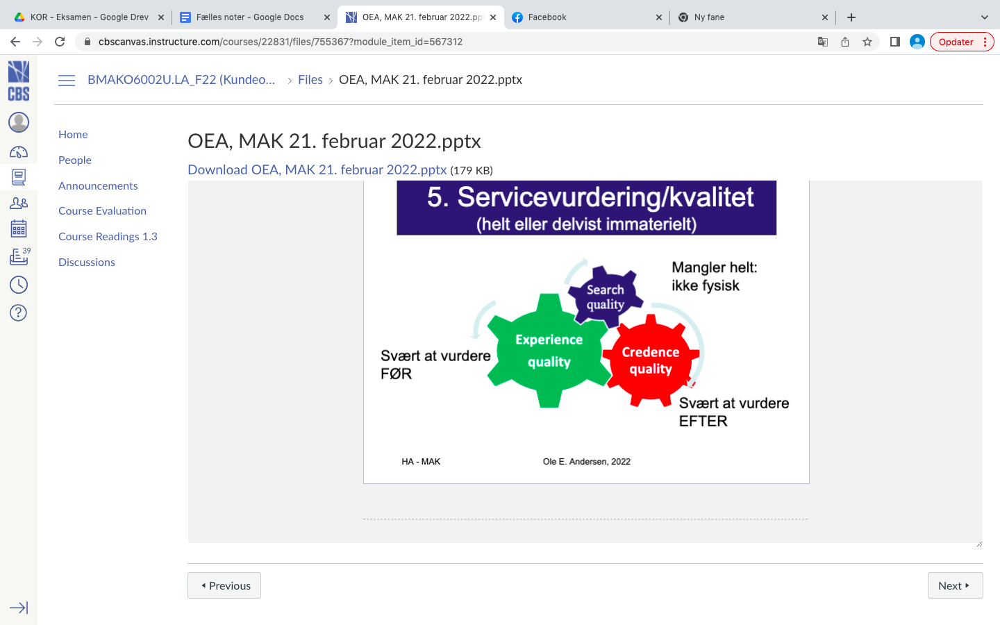 KOR - Eksamen - Google Drev
Fælles noter - Google Docs
OEA, MAK 21. februar 2022.pp
Facebook
Ny fane
cbscanvas.instructure.com/courses/22831/files/755367?module_item_id=567312
Opdater
CBS
BMAKO6002U.LA_F22 (Kundeo...
Files
OEA, MAK 21. februar 2022.pptx
39
Home
People
Announcements
Course Evaluation
Course Readings 1.3
Discussions
OEA, MAK 21. februar 2022.pptx
Download OEA, MAK 21. februar 2022.pptx (179 KB)
5. Servicevurdering/kvalitet
(helt eller delvist immaterielt)
Mangler helt:
ikke fysisk
Search
quality
Experience
quality
Credence
quality
Svært at vurdere
FØR
Svært at vurdere
EFTER
HA - MAK
Ole E. Andersen, 2022
Previous
Next